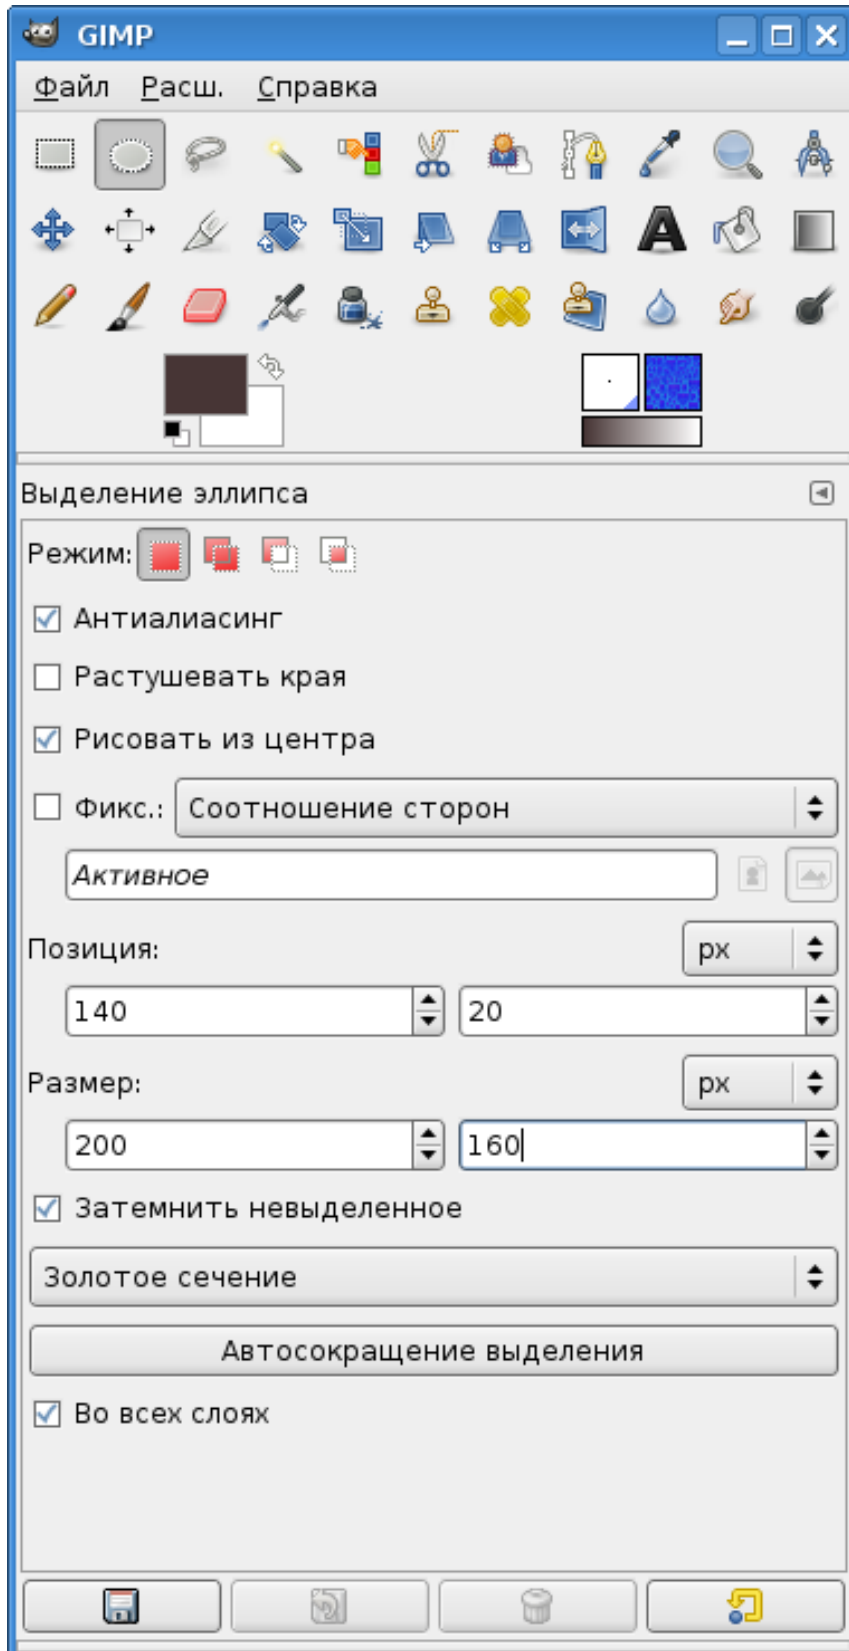 GIMP
Файл Расш. Справка
Выделение эллипса
Режим:
Антиалиасинг
Растушевать края
Рисовать из центра
Фикс.: Соотношение сторон
Активное
Позиция: px
140 20
Размер: px
200 160
Затемнить невыделенное
Золотое сечение
Автосокращение выделения
Во всех слоях